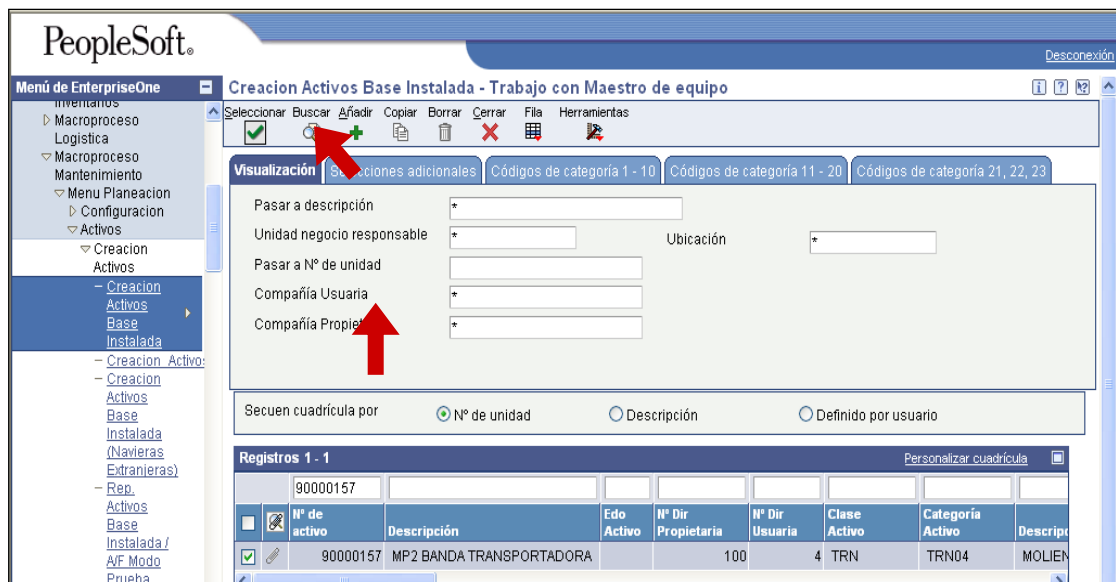 PeopleSoft®
Desconexión
Menú de EnterpriseOne
Inventarios
Macroproceso
Logistica
Macroproceso
Mantenimiento
Menu Planeacion
Configuracion
Activos
Creacion
Activos
Creacion
Activos
Base
Instalada
Creacion Activos
Creacion
Activos
Base
Instalada
(Navieras
Extranjeras)
Rep.
Activos
Base
Instalada /
A/F Modo
Prueba
Creacion Activos Base Instalada - Trabajo con Maestro de equipo
Seleccionar Buscar Añadir Copiar Borrar Cerrar Fila Herramientas
Visualización adicionales Códigos de categoría 1 - 10 Códigos de categoría 11 - 20 Códigos de categoría 21, 22, 23
Pasar a descripción *
Unidad negocio responsable * Ubicación *
Pasar a Nº de unidad
Compañía Usuaria *
Compañía *
Secuen cuadrícula por Nº de unidad Descripción Definido por usuario
Registros 1 - 1 Personalizar cuadrícula
90000157
Nº de activo Descripción Edo Activo Nº Dir Propietaria Nº Dir Usuaria Clase Activo Categoría Activo
90000157 MP2 BANDA TRANSPORTADORA 100 4 TRN TRN04 MOLIEN